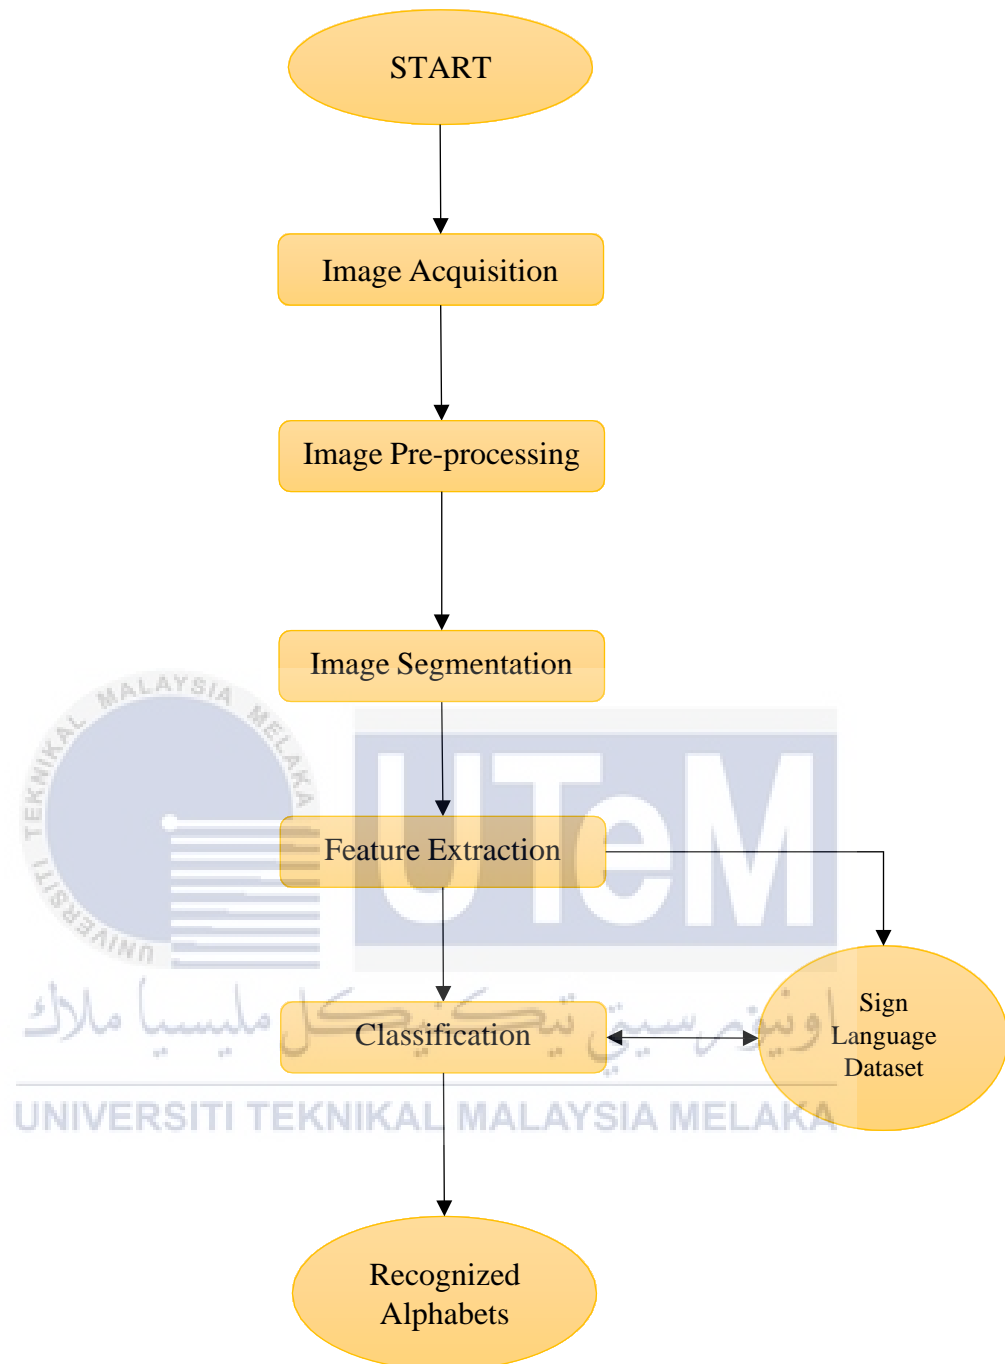 START
Image Acquisition
Image Pre-processing
Image Segmentation
UNIVERSITI TEKNIKAL MALAYSIA MELAKA
UTeM
Feature Extraction
Sign
Language
Dataset
اونيۏرسيتي تيكنيكل مليسيا ملاك
Classification
UNIVERSITI TEKNIKAL MALAYSIA MELAKA
Recognized
Alphabets